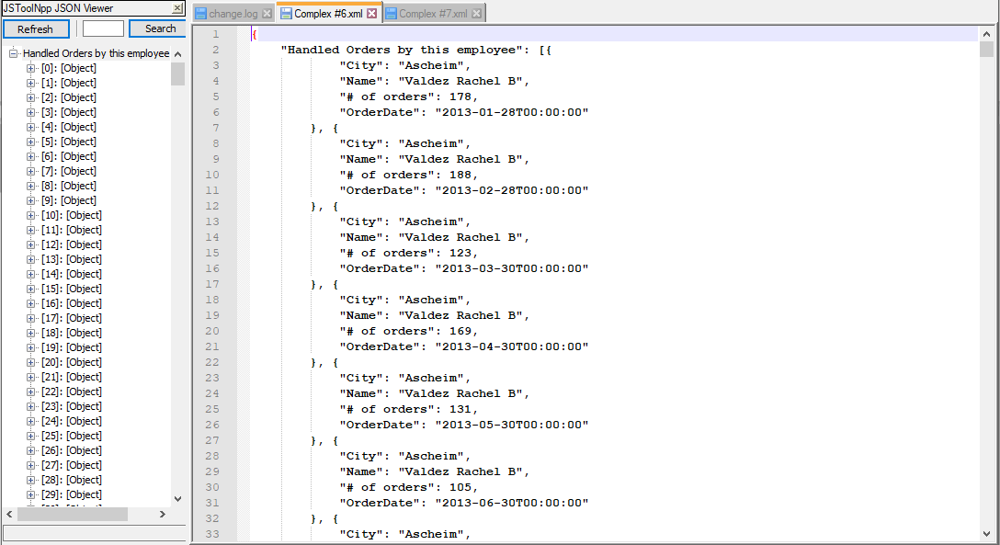 JSToolNpp JSON Viewer
Refresh
Search
Handled Orders by this employee
[0]: [Object]
[1]: [Object]
[2]: [Object]
[3]: [Object]
[4]: [Object]
[5]: [Object]
[6]: [Object]
[7]: [Object]
[8]: [Object]
[9]: [Object]
[10]: [Object]
[11]: [Object]
[12]: [Object]
[13]: [Object]
[14]: [Object]
[15]: [Object]
[16]: [Object]
[17]: [Object]
[18]: [Object]
[19]: [Object]
[20]: [Object]
[21]: [Object]
[22]: [Object]
[23]: [Object]
[24]: [Object]
[25]: [Object]
[26]: [Object]
[27]: [Object]
[28]: [Object]
[29]: [Object]
change.log
Complex #6.xml
Complex #7.xml
1 {
2 "Handled Orders by this employee": [{
3 "City": "Ascheim",
4 "Name": "Valdez Rachel B",
5 "# of orders": 178,
6 "OrderDate": "2013-01-28T00:00:00"
7 }, {
8 "City": "Ascheim",
9 "Name": "Valdez Rachel B",
10 "# of orders": 188,
11 "OrderDate": "2013-02-28T00:00:00"
12 }, {
13 "City": "Ascheim",
14 "Name": "Valdez Rachel B",
15 "# of orders": 123,
16 "OrderDate": "2013-03-30T00:00:00"
17 }, {
18 "City": "Ascheim",
19 "Name": "Valdez Rachel B",
20 "# of orders": 169,
21 "OrderDate": "2013-04-30T00:00:00"
22 }, {
23 "City": "Ascheim",
24 "Name": "Valdez Rachel B",
25 "# of orders": 131,
26 "OrderDate": "2013-05-30T00:00:00"
27 }, {
28 "City": "Ascheim",
29 "Name": "Valdez Rachel B",
30 "# of orders": 105,
31 "OrderDate": "2013-06-30T00:00:00"
32 }, {
33 "City": "Ascheim",